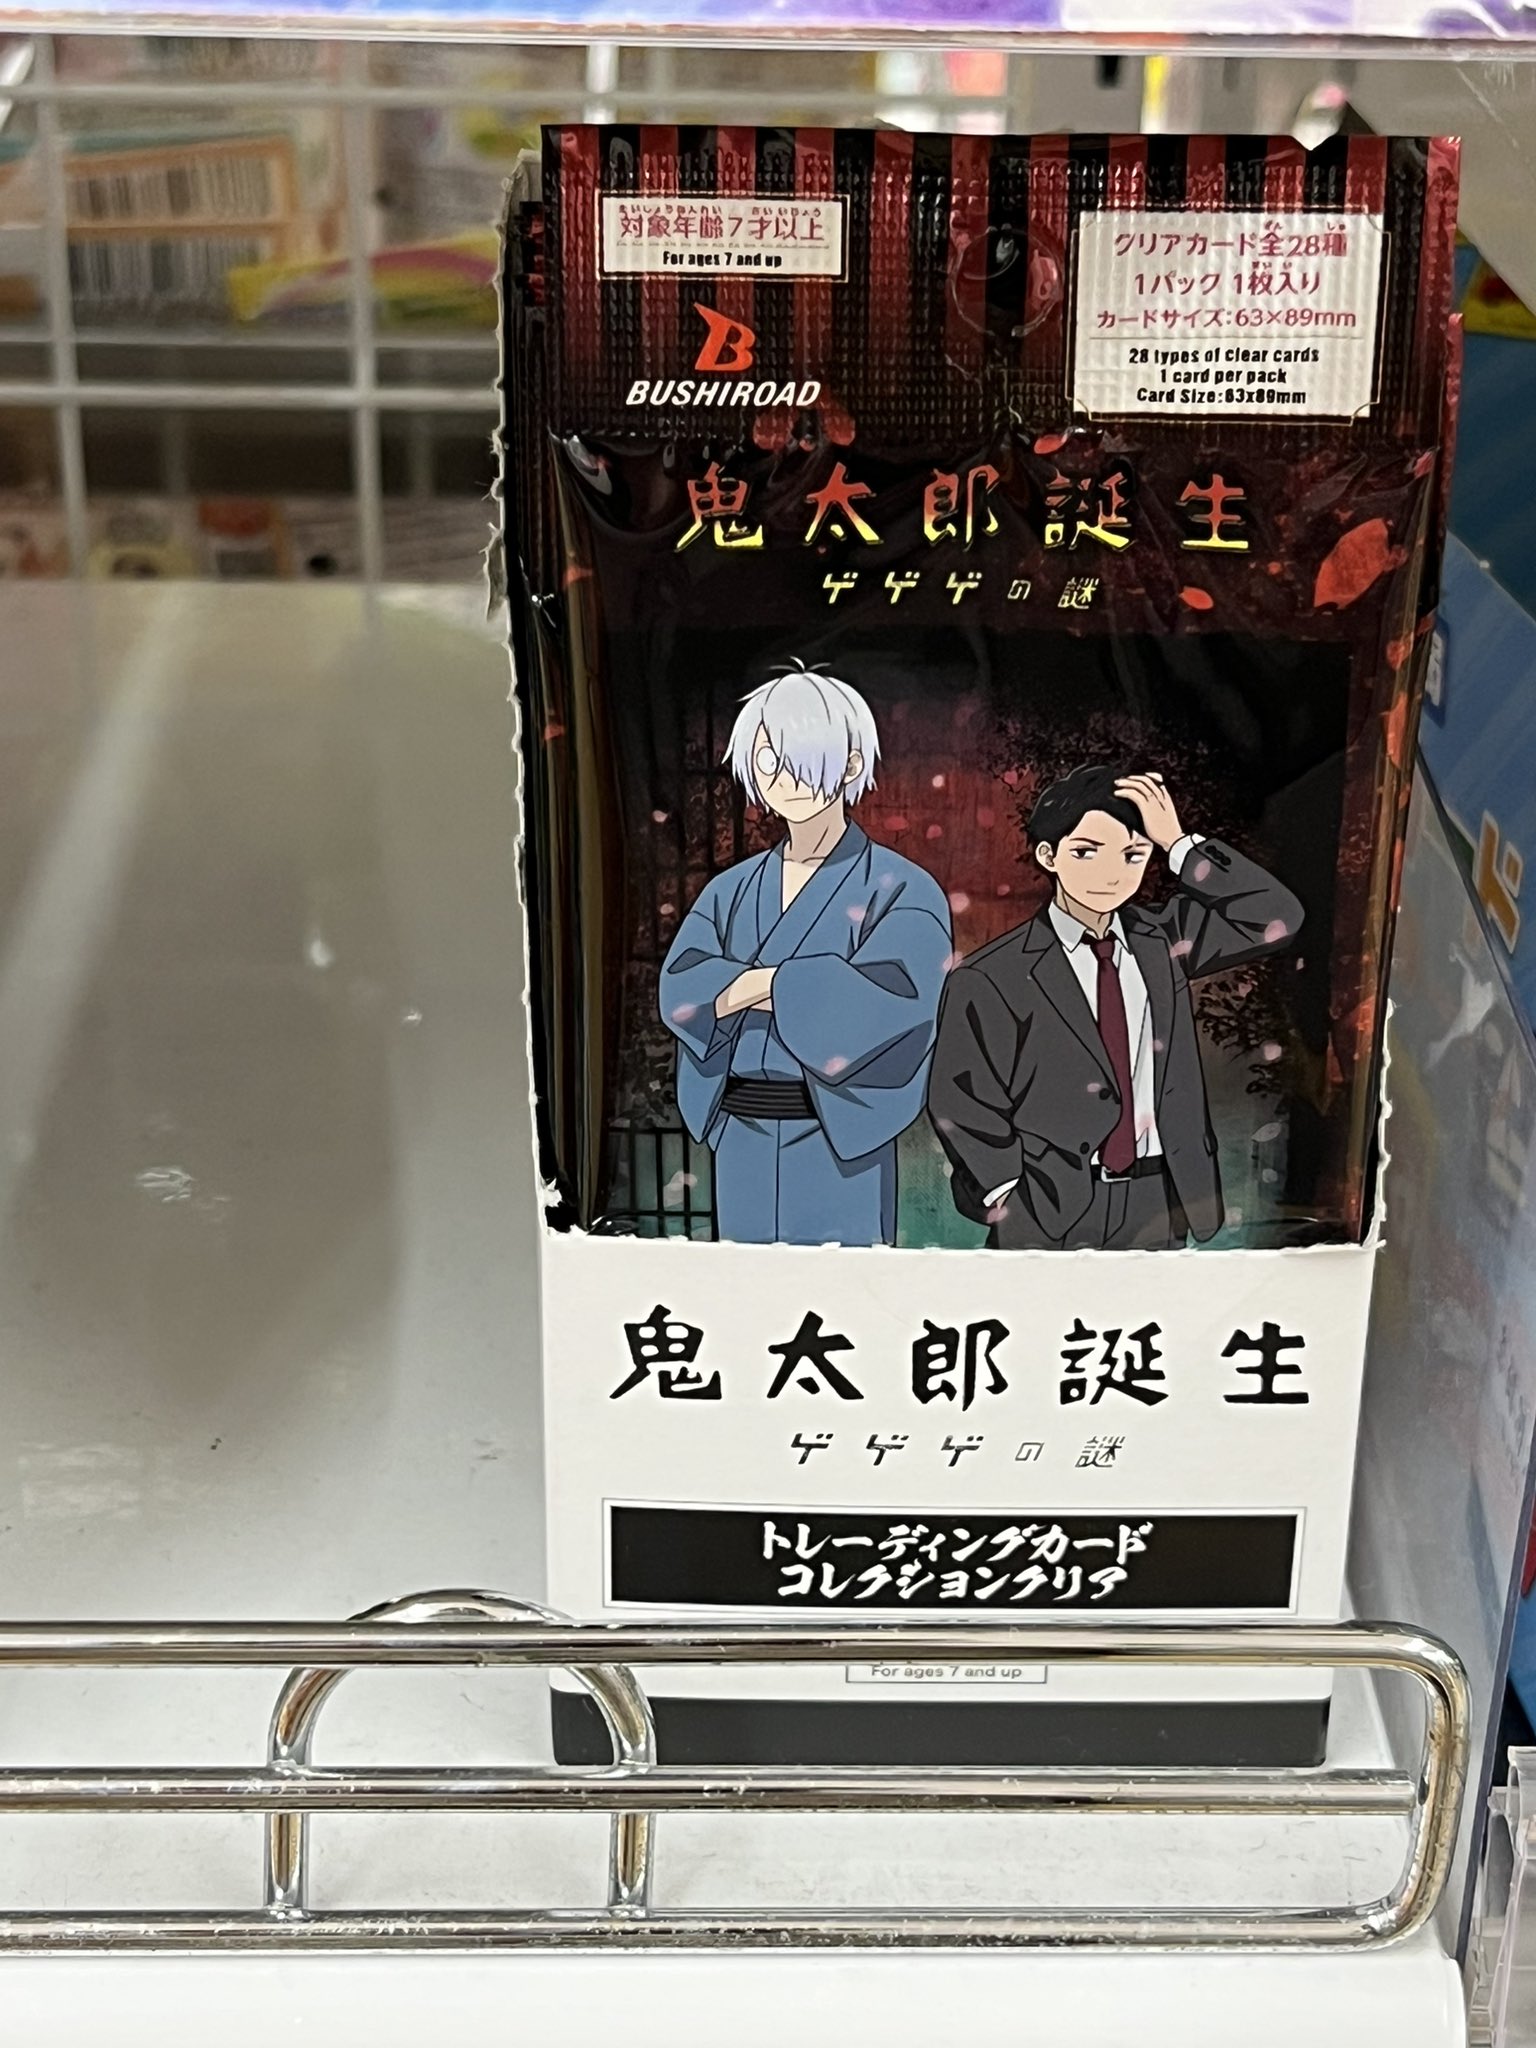 対象年齢7才以上
For ages 7 and up
BUSHIROAD
クリアカード全28種
1パック 1枚入り
カードサイズ:63×89mm
28 types of clear cards
1 card per pack
Card Size:63x89mm
鬼太郎誕生
ゲゲゲの謎
鬼太郎誕生
ゲゲゲの謎
トレーディングカード
コレクションクリア
For ages 7 and up